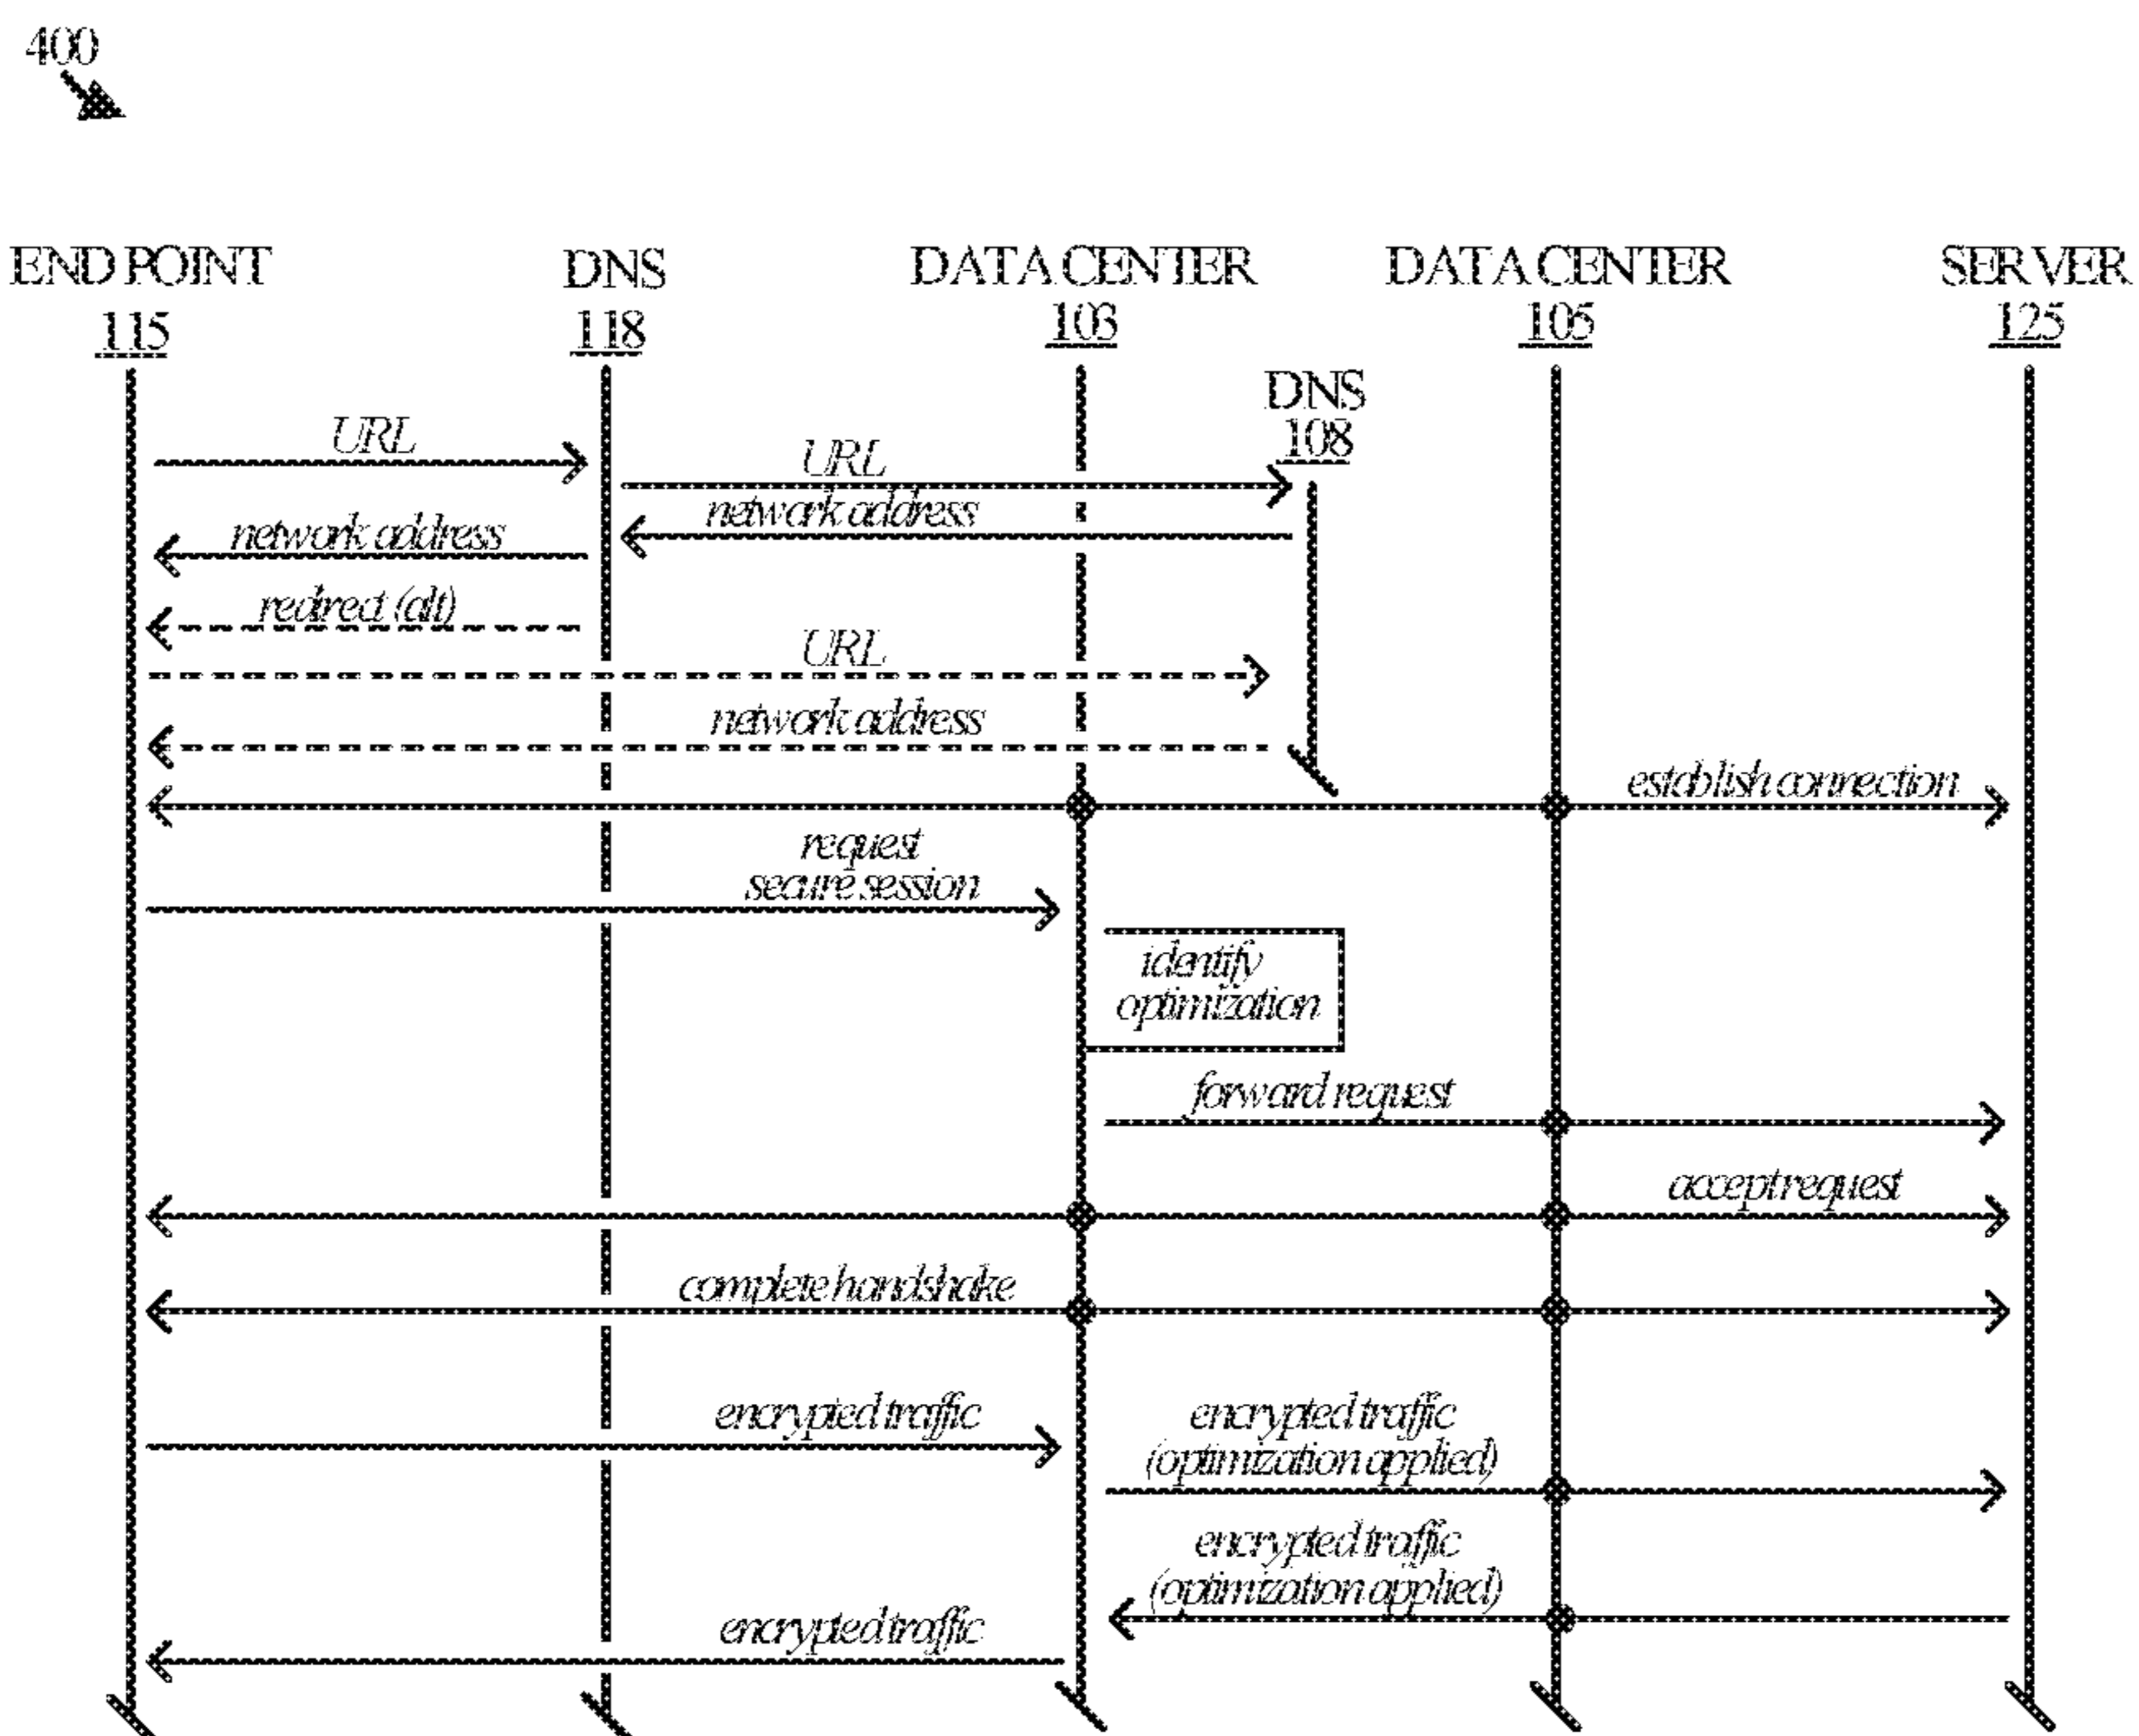 400
END POINT
DNS
DATA CENTER
DATA CENTER
SERVER
115
118
103
105
125
DNS
108
URL
URL
network address
network address
redirect (alt)
URL
network address
establish connection
request
secure session
identify
optimization
forward request
accept request
complete handshake
encrypted traffic
encrypted traffic
(optimization applied)
encrypted traffic
(optimization applied)
encrypted traffic